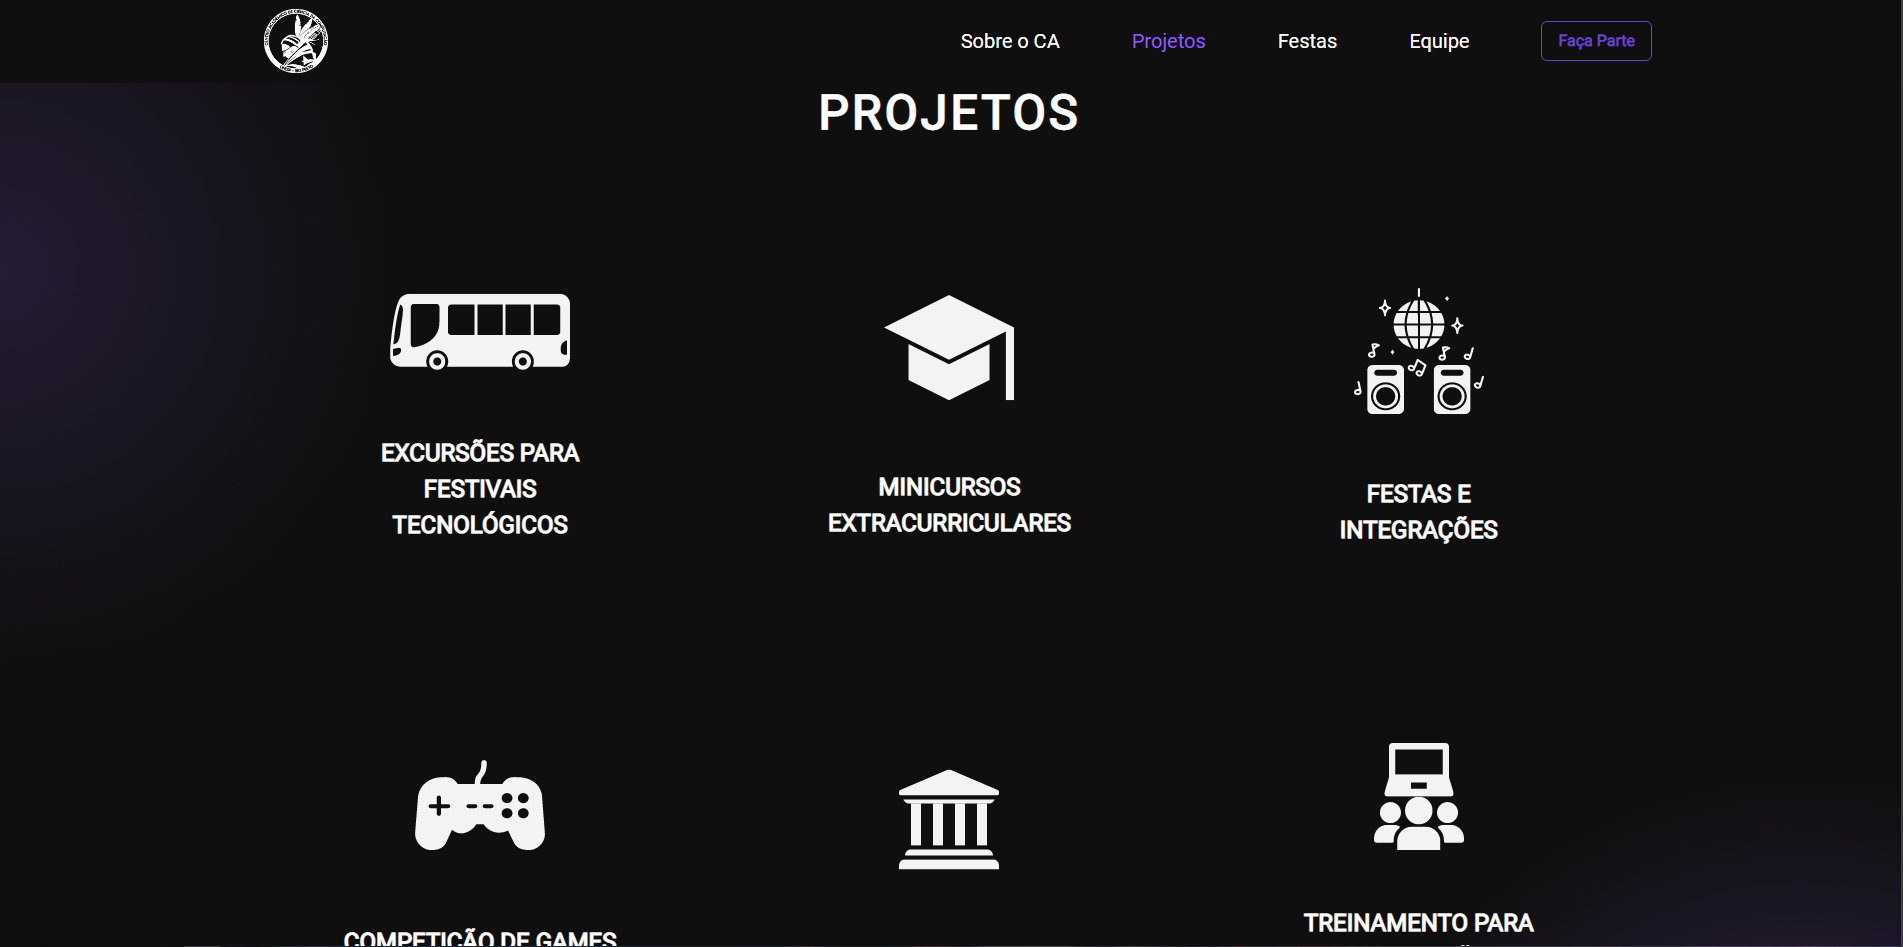 Sobre o CA
Projetos
Festas
Equipe
Faça Parte
PROJETOS
EXCURSÕES PARA
FESTIVAIS
TECNOLÓGICOS
MINICURSOS
EXTRACURRICULARES
FESTAS E
INTEGRAÇÕES
COMPETIÇÃO DE GAMES
TREINAMENTO PARA